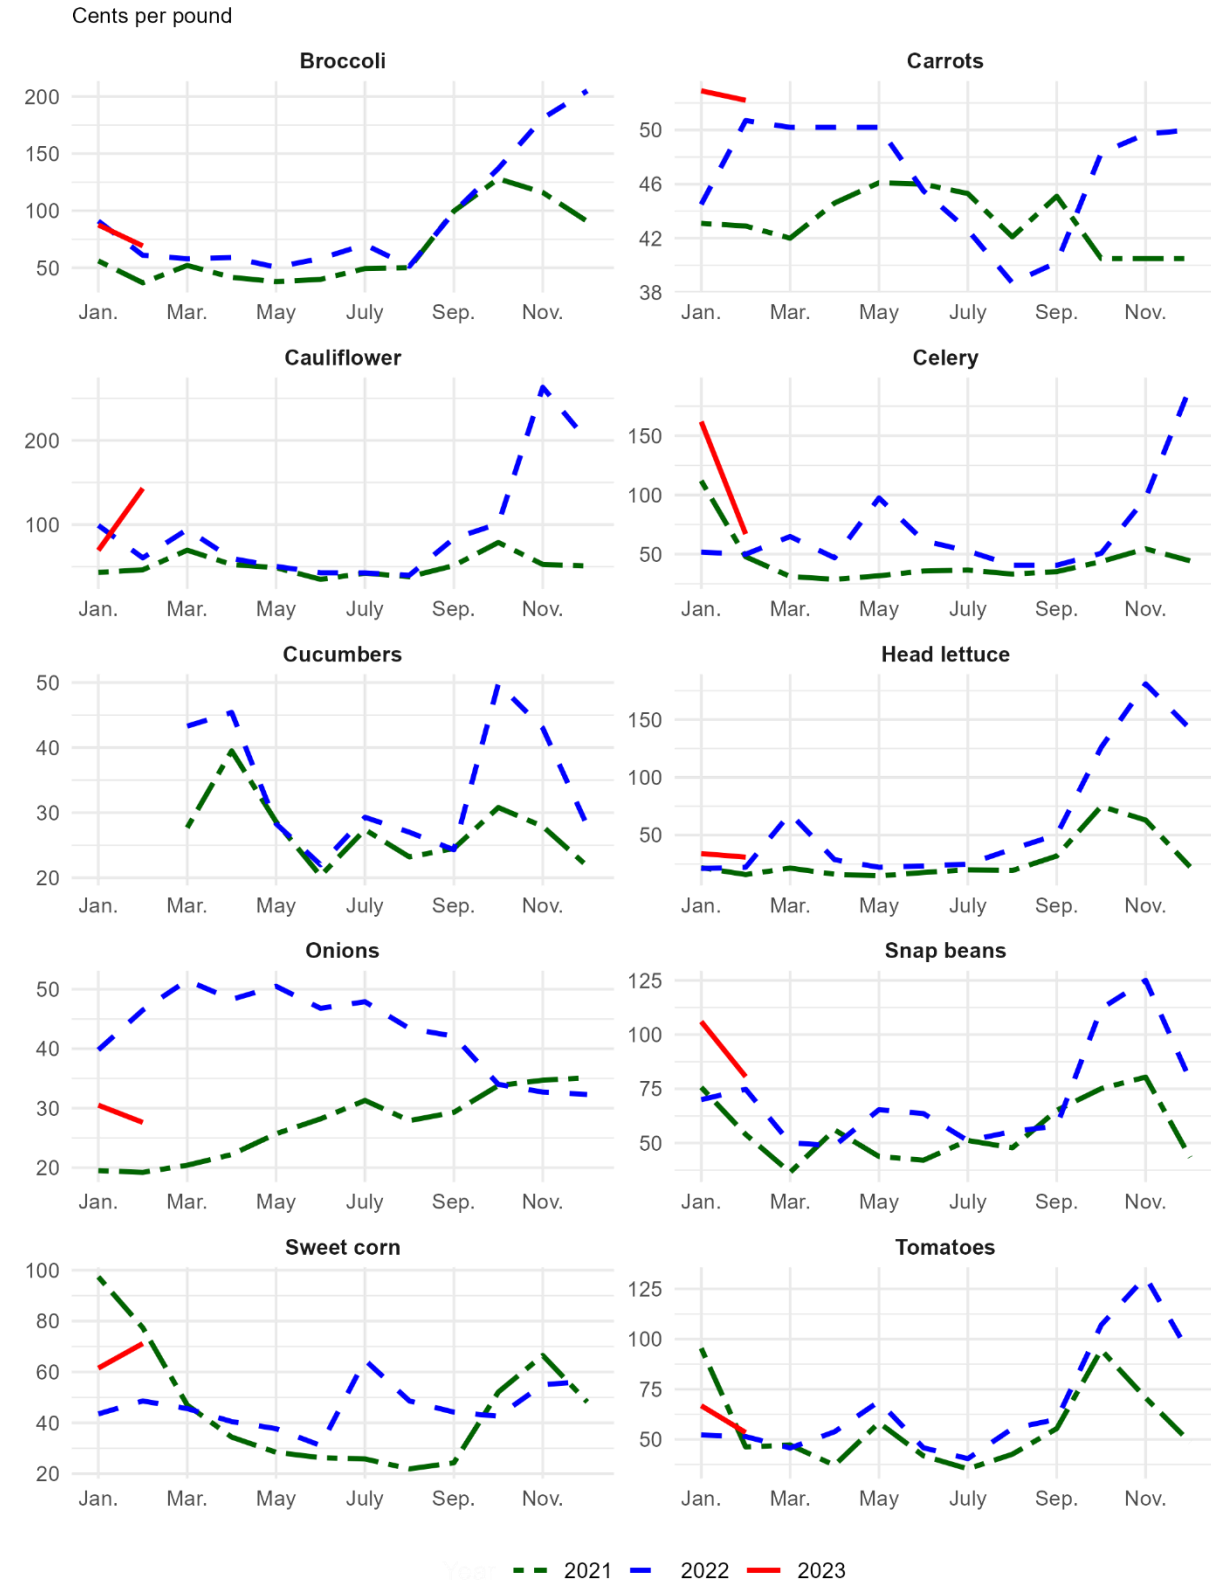 Cents per pound
Broccoli
200
150
100
50
Jan. Mar. May July Sep. Nov.
Carrots
50
46
42
38
Jan. Mar. May July Sep. Nov.
Cauliflower
200
100
Jan. Mar. May July Sep. Nov.
Celery
150
100
50
Jan. Mar. May July Sep. Nov.
Cucumbers
50
40
30
20
Jan. Mar. May July Sep. Nov.
Head lettuce
150
100
50
Jan. Mar. May July Sep. Nov.
Onions
50
40
30
20
Jan. Mar. May July Sep. Nov.
Snap beans
125
100
75
50
Jan. Mar. May July Sep. Nov.
Sweet corn
100
80
60
40
20
Jan. Mar. May July Sep. Nov.
Tomatoes
125
100
75
50
Jan. Mar. May July Sep. Nov.
2021 2022 2023